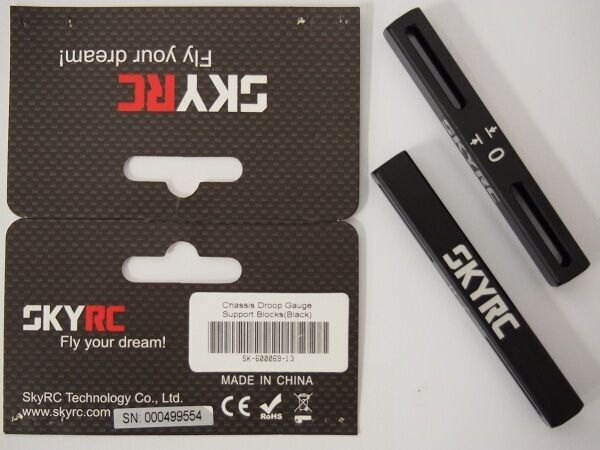 Fly your dream!
SKYRC
SKYRC
Fly your dream!
Chassis Droop Gauge
Support Blocks(Black)
SK-600069-13
MADE IN CHINA
SkyRC Technology Co., Ltd.
www.skyrc.com
SN: 000499554
CE
RoHS
SKYRC
0
SKYRC